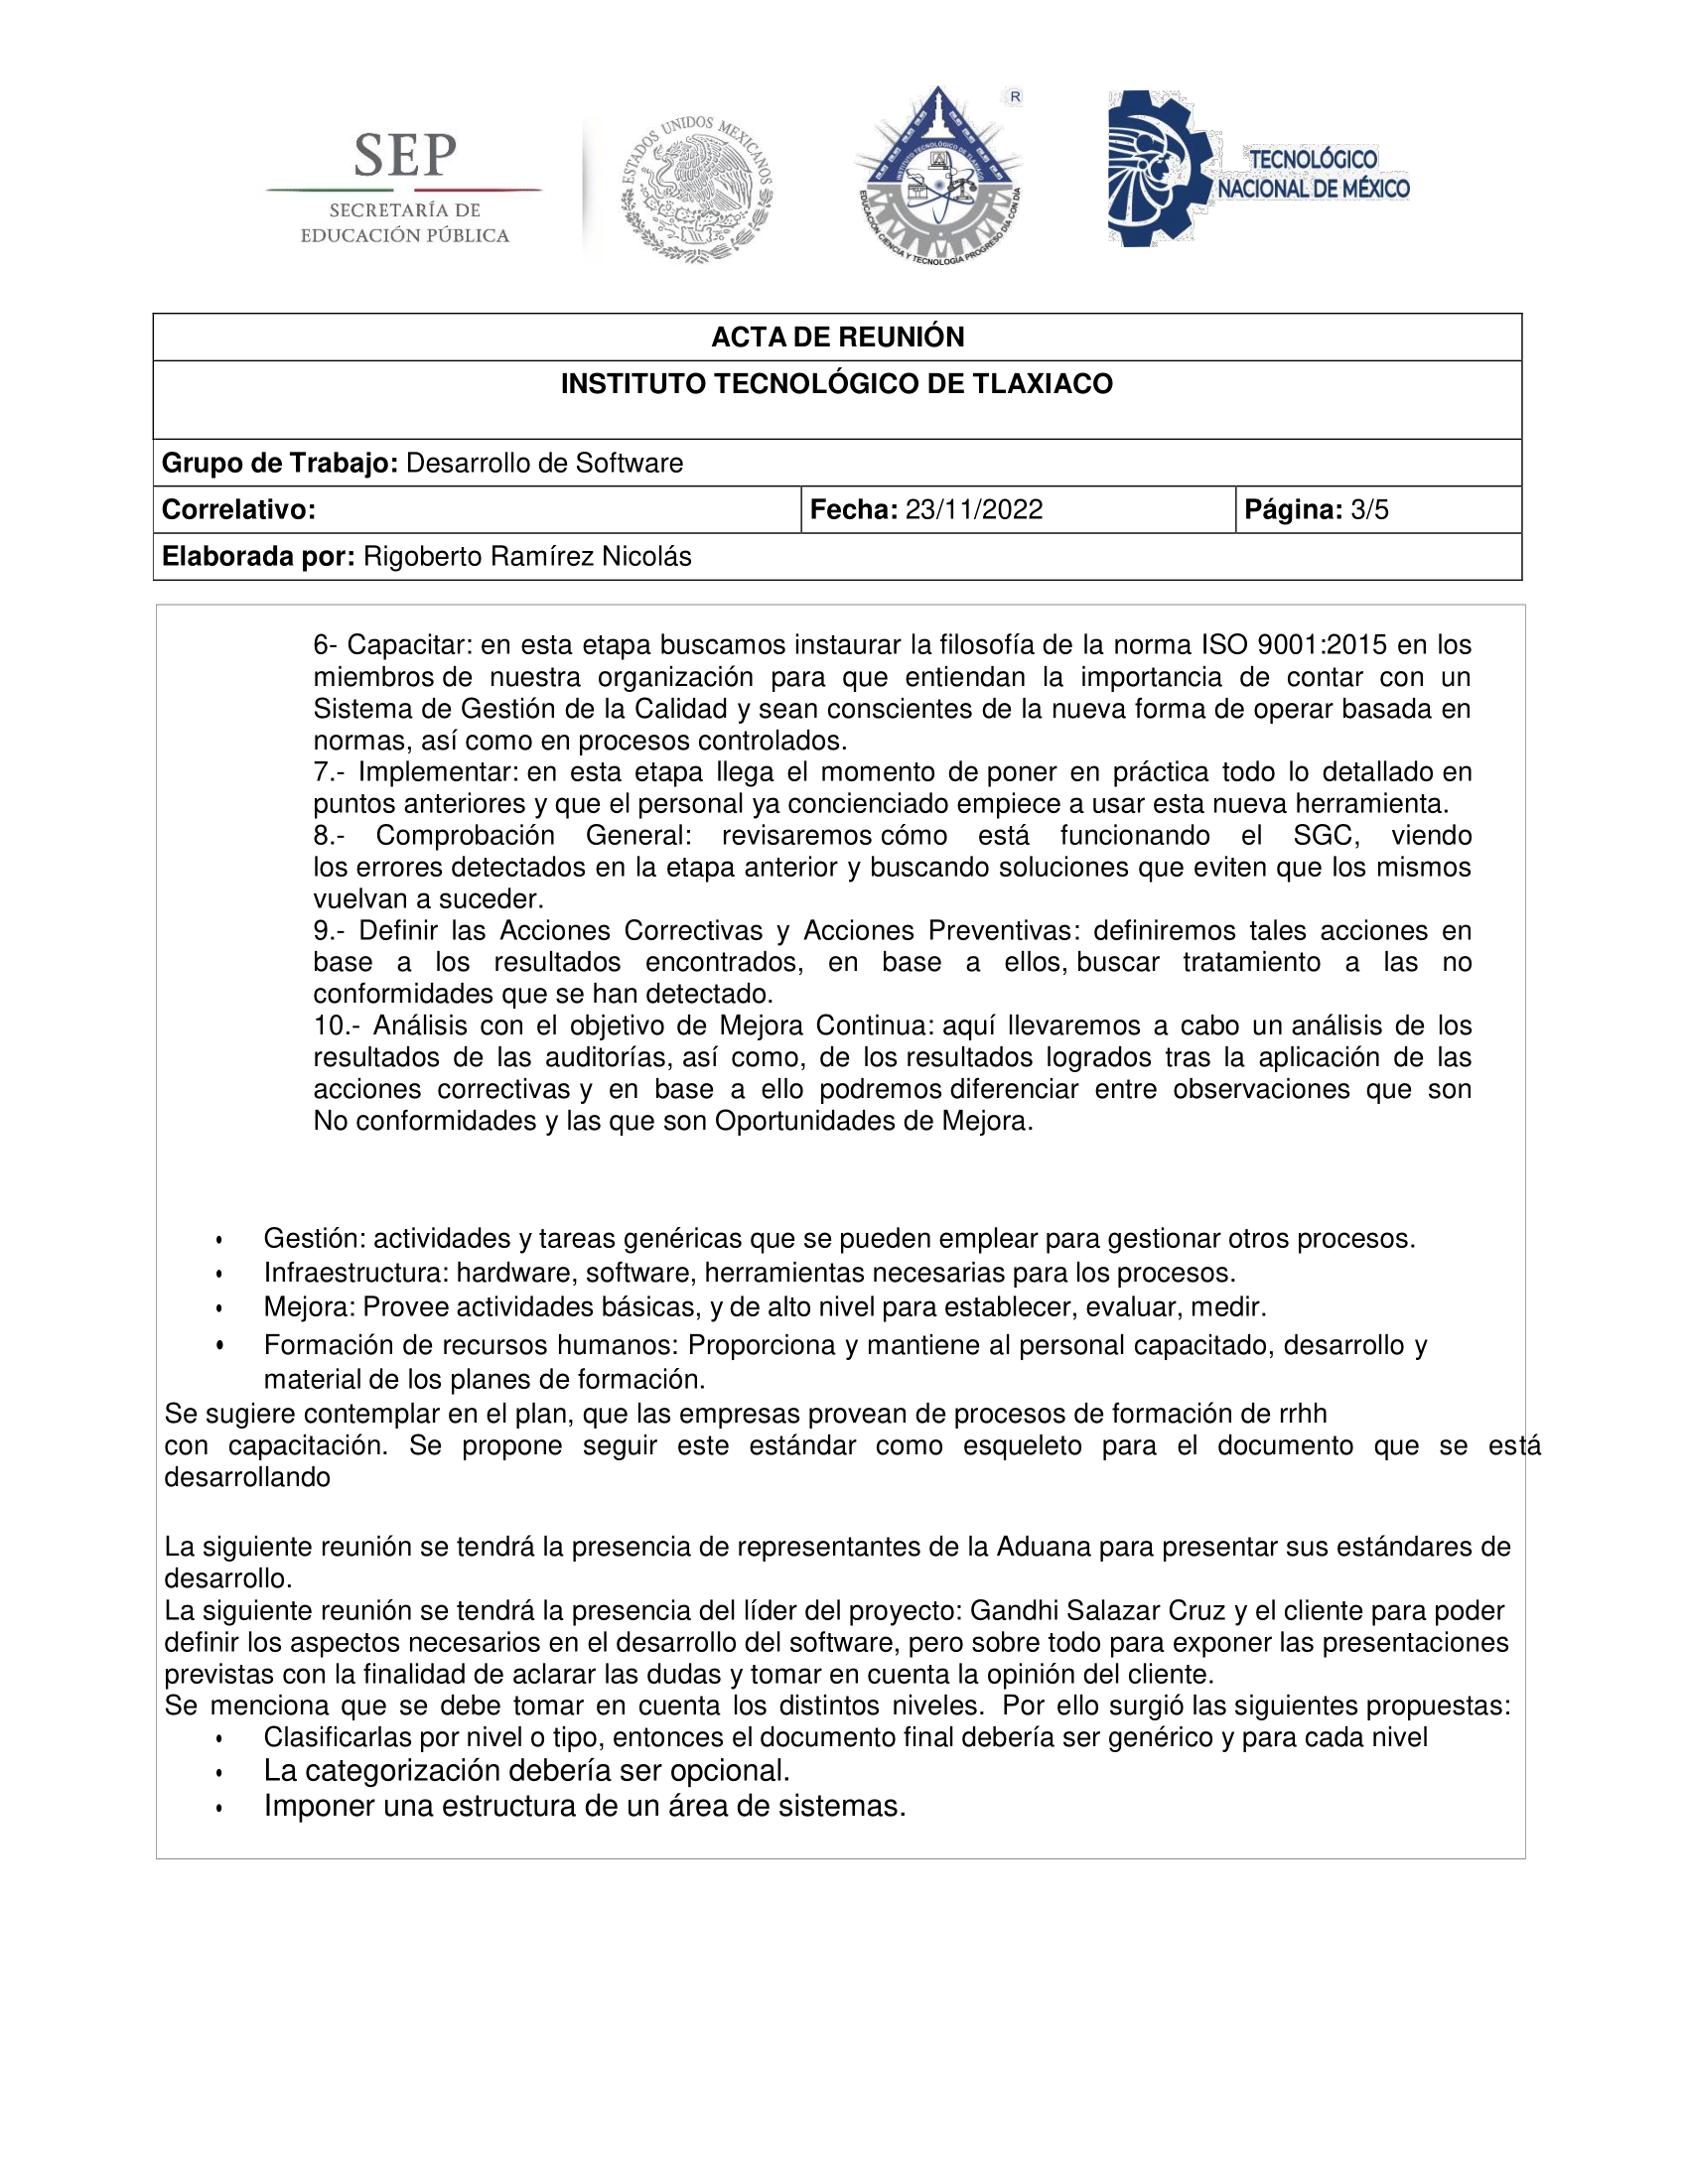 SEP
SECRETARÍA DE
EDUCACIÓN PÚBLICA
ESTADOS UNIDOS MEXICANOS
R
INSTITUTO TECNOLÓGICO DE TLAXIACO
EDUCACIÓN CIENCIA Y TECNOLOGÍA PROGRESO DÍA CON DÍA
TECNOLÓGICO
NACIONAL DE MÉXICO
ACTA DE REUNIÓN
INSTITUTO TECNOLÓGICO DE TLAXIACO
Grupo de Trabajo: Desarrollo de Software
Correlativo: Fecha: 23/11/2022 Página: 3/5
Elaborada por: Rigoberto Ramírez Nicolás
6- Capacitar: en esta etapa buscamos instaurar la filosofía de la norma ISO 9001:2015 en los
miembros de nuestra organización para que entiendan la importancia de contar con un
Sistema de Gestión de la Calidad y sean conscientes de la nueva forma de operar basada en
normas, así como en procesos controlados.
7.- Implementar: en esta etapa llega el momento de poner en práctica todo lo detallado en
puntos anteriores y que el personal ya concienciado empiece a usar esta nueva herramienta.
8.- Comprobación General: revisaremos cómo está funcionando el SGC, viendo
los errores detectados en la etapa anterior y buscando soluciones que eviten que los mismos
vuelvan a suceder.
9.- Definir las Acciones Correctivas y Acciones Preventivas: definiremos tales acciones en
base a los resultados encontrados, en base a ellos, buscar tratamiento a las no
conformidades que se han detectado.
10.- Análisis con el objetivo de Mejora Continua: aquí llevaremos a cabo un análisis de los
resultados de las auditorías, así como, de los resultados logrados tras la aplicación de las
acciones correctivas y en base a ello podremos diferenciar entre observaciones que son
No conformidades y las que son Oportunidades de Mejora.
• Gestión: actividades y tareas genéricas que se pueden emplear para gestionar otros procesos.
• Infraestructura: hardware, software, herramientas necesarias para los procesos.
• Mejora: Provee actividades básicas, y de alto nivel para establecer, evaluar, medir.
• Formación de recursos humanos: Proporciona y mantiene al personal capacitado, desarrollo y
material de los planes de formación.
Se sugiere contemplar en el plan, que las empresas provean de procesos de formación de rrhh
con capacitación. Se propone seguir este estándar como esqueleto para el documento que se está
desarrollando
La siguiente reunión se tendrá la presencia de representantes de la Aduana para presentar sus estándares de
desarrollo.
La siguiente reunión se tendrá la presencia del líder del proyecto: Gandhi Salazar Cruz y el cliente para poder
definir los aspectos necesarios en el desarrollo del software, pero sobre todo para exponer las presentaciones
previstas con la finalidad de aclarar las dudas y tomar en cuenta la opinión del cliente.
Se menciona que se debe tomar en cuenta los distintos niveles. Por ello surgió las siguientes propuestas:
• Clasificarlas por nivel o tipo, entonces el documento final debería ser genérico y para cada nivel
• La categorización debería ser opcional.
• Imponer una estructura de un área de sistemas.